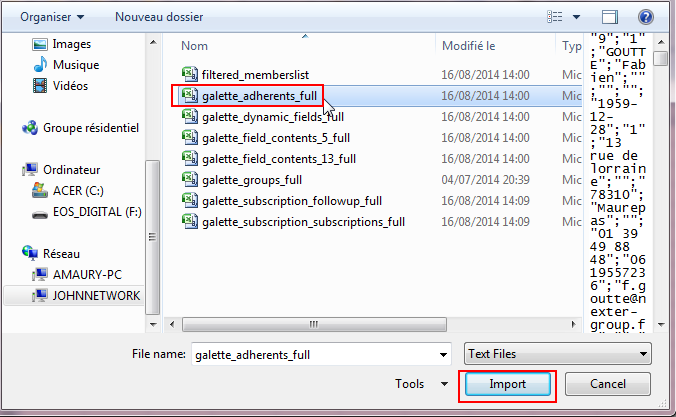 Organiser
Nouveau dossier
Images
Musique
Vidéos
Groupe résidentiel
Ordinateur
ACER (C:)
EOS_DIGITAL (F:)
Réseau
AMAURY-PC
JOHNNETWORK
Nom Modifié le Typ
filtered_memberslist 16/08/2014 14:00 Mic
galette_adherents_full 16/08/2014 14:00 Mic
galette_dynamic_fields_full 16/08/2014 14:00 Mic
galette_field_contents_5_full 16/08/2014 14:00 Mic
galette_field_contents_13_full 16/08/2014 14:00 Mic
galette_groups_full 04/07/2014 20:39 Mic
galette_subscription_followup_full 16/08/2014 14:09 Mic
galette_subscription_subscriptions_full 16/08/2014 14:09 Mic
"9";"1"
;"GOUTT
E";"Fab
ien";""
;"";"";
"1959-
12-
28";"1"
;"13
rue de
lorrain
e";"";"
78310";
"Maurep
as";"";
"01 39
49 88
48";"06
1955723
6";"f.g
outte@n
exter-
group.f
File name: galette_adherents_full
Text Files
Tools
Import
Cancel